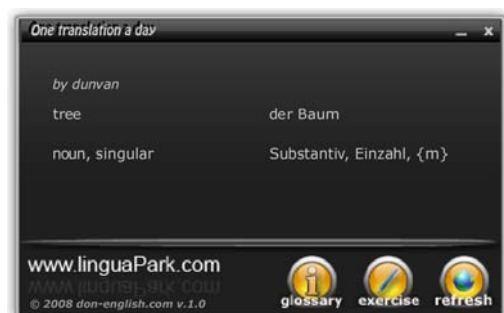 One translation a day
by dunvan
tree der Baum
noun, singular Substantiv, Einzahl, {m}
www.linguaPark.com
© 2008 don-english.com v.1.0
glossary exercise refresh